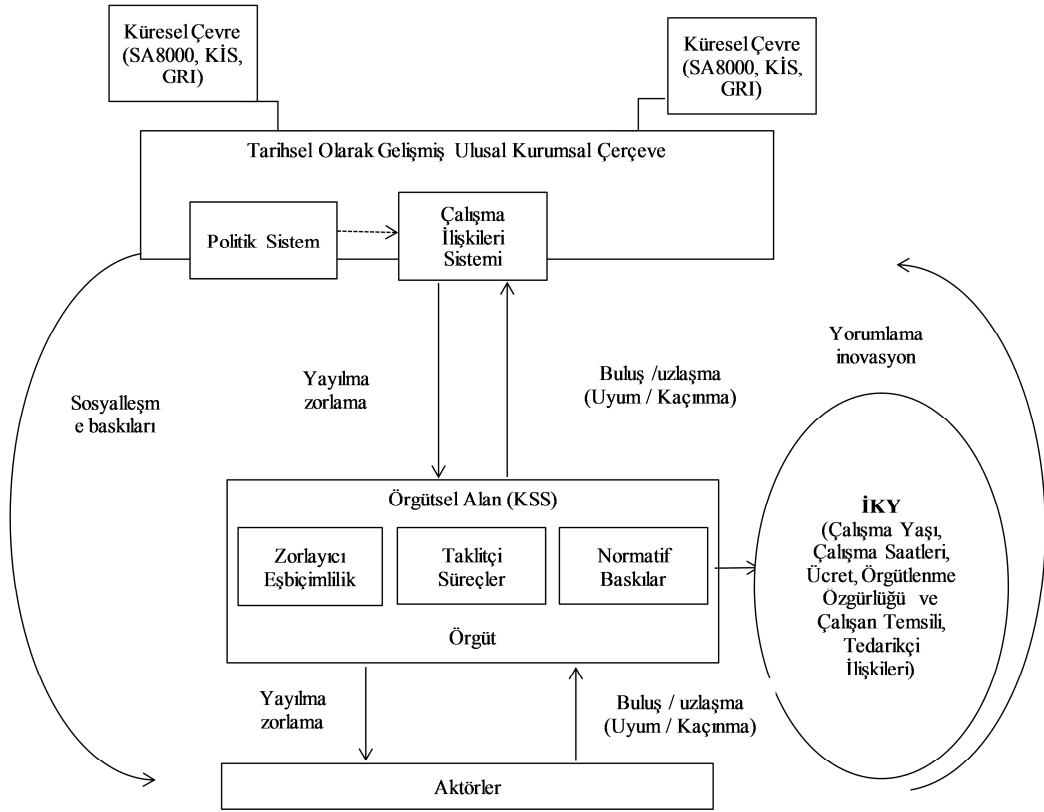 Küresel Çevre
(SA8000, KİS,
GRI)
Küresel Çevre
(SA8000, KİS,
GRI)
Tarihsel Olarak Gelişmiş Ulusal Kurumsal Çerçeve
Politik Sistem
Çalışma
İlişkileri
Sistemi
Yorumlama
inovasyon
Yayılma
zorlama
Buluş /uzlaşma
(Uyum / Kaçınma)
Sosyalleşm
e baskıları
Örgütsel Alan (KSS)
Zorlayıcı
Eşbiçimlilik
Taklitçi
Süreçler
Normatif
Baskılar
Örgüt
İKY
(Çalışma Yaşı,
Çalışma Saatleri,
Ücret, Örgütlenme
Özgürlüğü ve
Çalışan Temsili,
Tedarikçi
İlişkileri)
Yayılma
zorlama
Buluş / uzlaşma
(Uyum / Kaçınma)
Aktörler